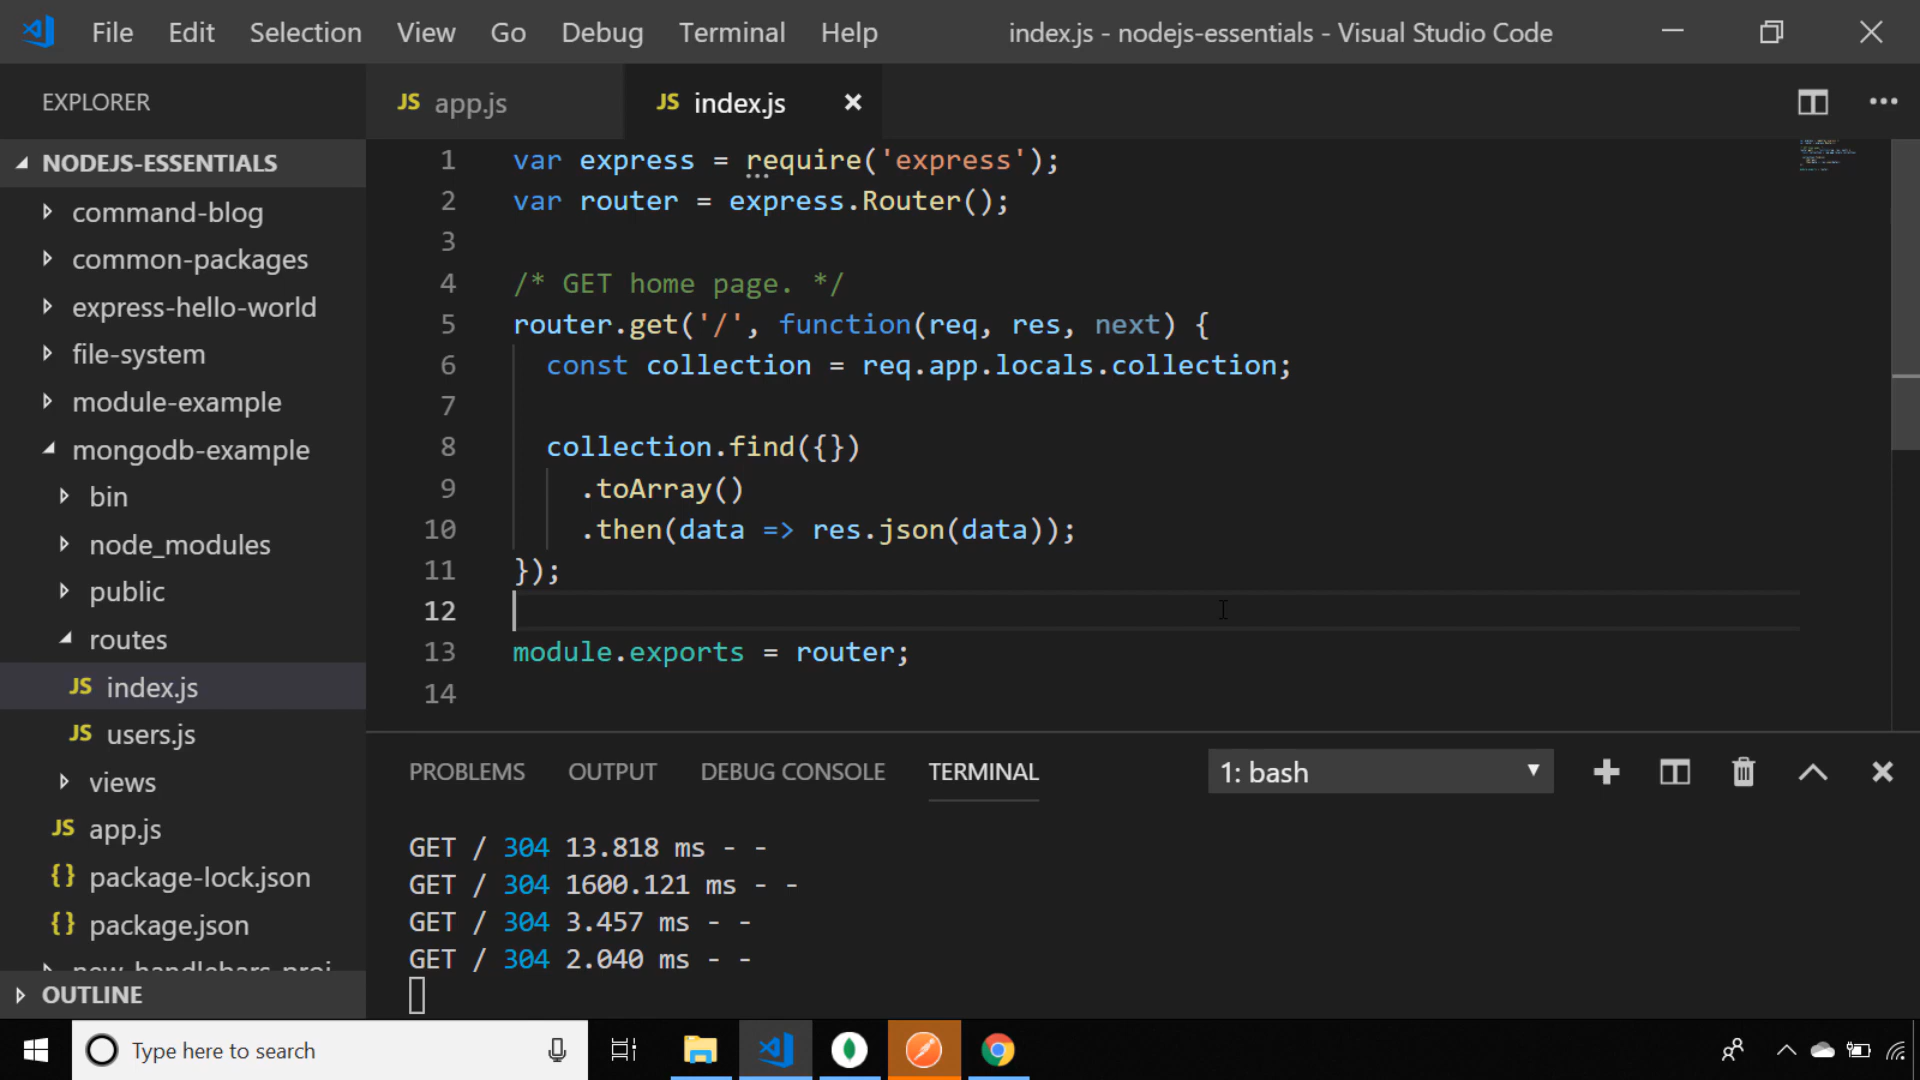 File Edit Selection View Go Debug Terminal Help index.js - nodejs-essentials - Visual Studio Code
EXPLORER
JS app.js
JS index.js
NODEJS-ESSENTIALS
command-blog
common-packages
express-hello-world
file-system
module-example
mongodb-example
bin
node_modules
public
routes
JS index.js
JS users.js
views
JS app.js
{} package-lock.json
{} package.json
new_handlebars_proj
OUTLINE
1 var express = require('express');
2 var router = express.Router();
3
4 /* GET home page. */
5 router.get('/', function(req, res, next) {
6 const collection = req.app.locals.collection;
7
8 collection.find({})
9 .toArray()
10 .then(data => res.json(data));
11 });
12
13 module.exports = router;
14
PROBLEMS OUTPUT DEBUG CONSOLE TERMINAL 1: bash
GET / 304 13.818 ms - -
GET / 304 1600.121 ms - -
GET / 304 3.457 ms - -
GET / 304 2.040 ms - -
Type here to search